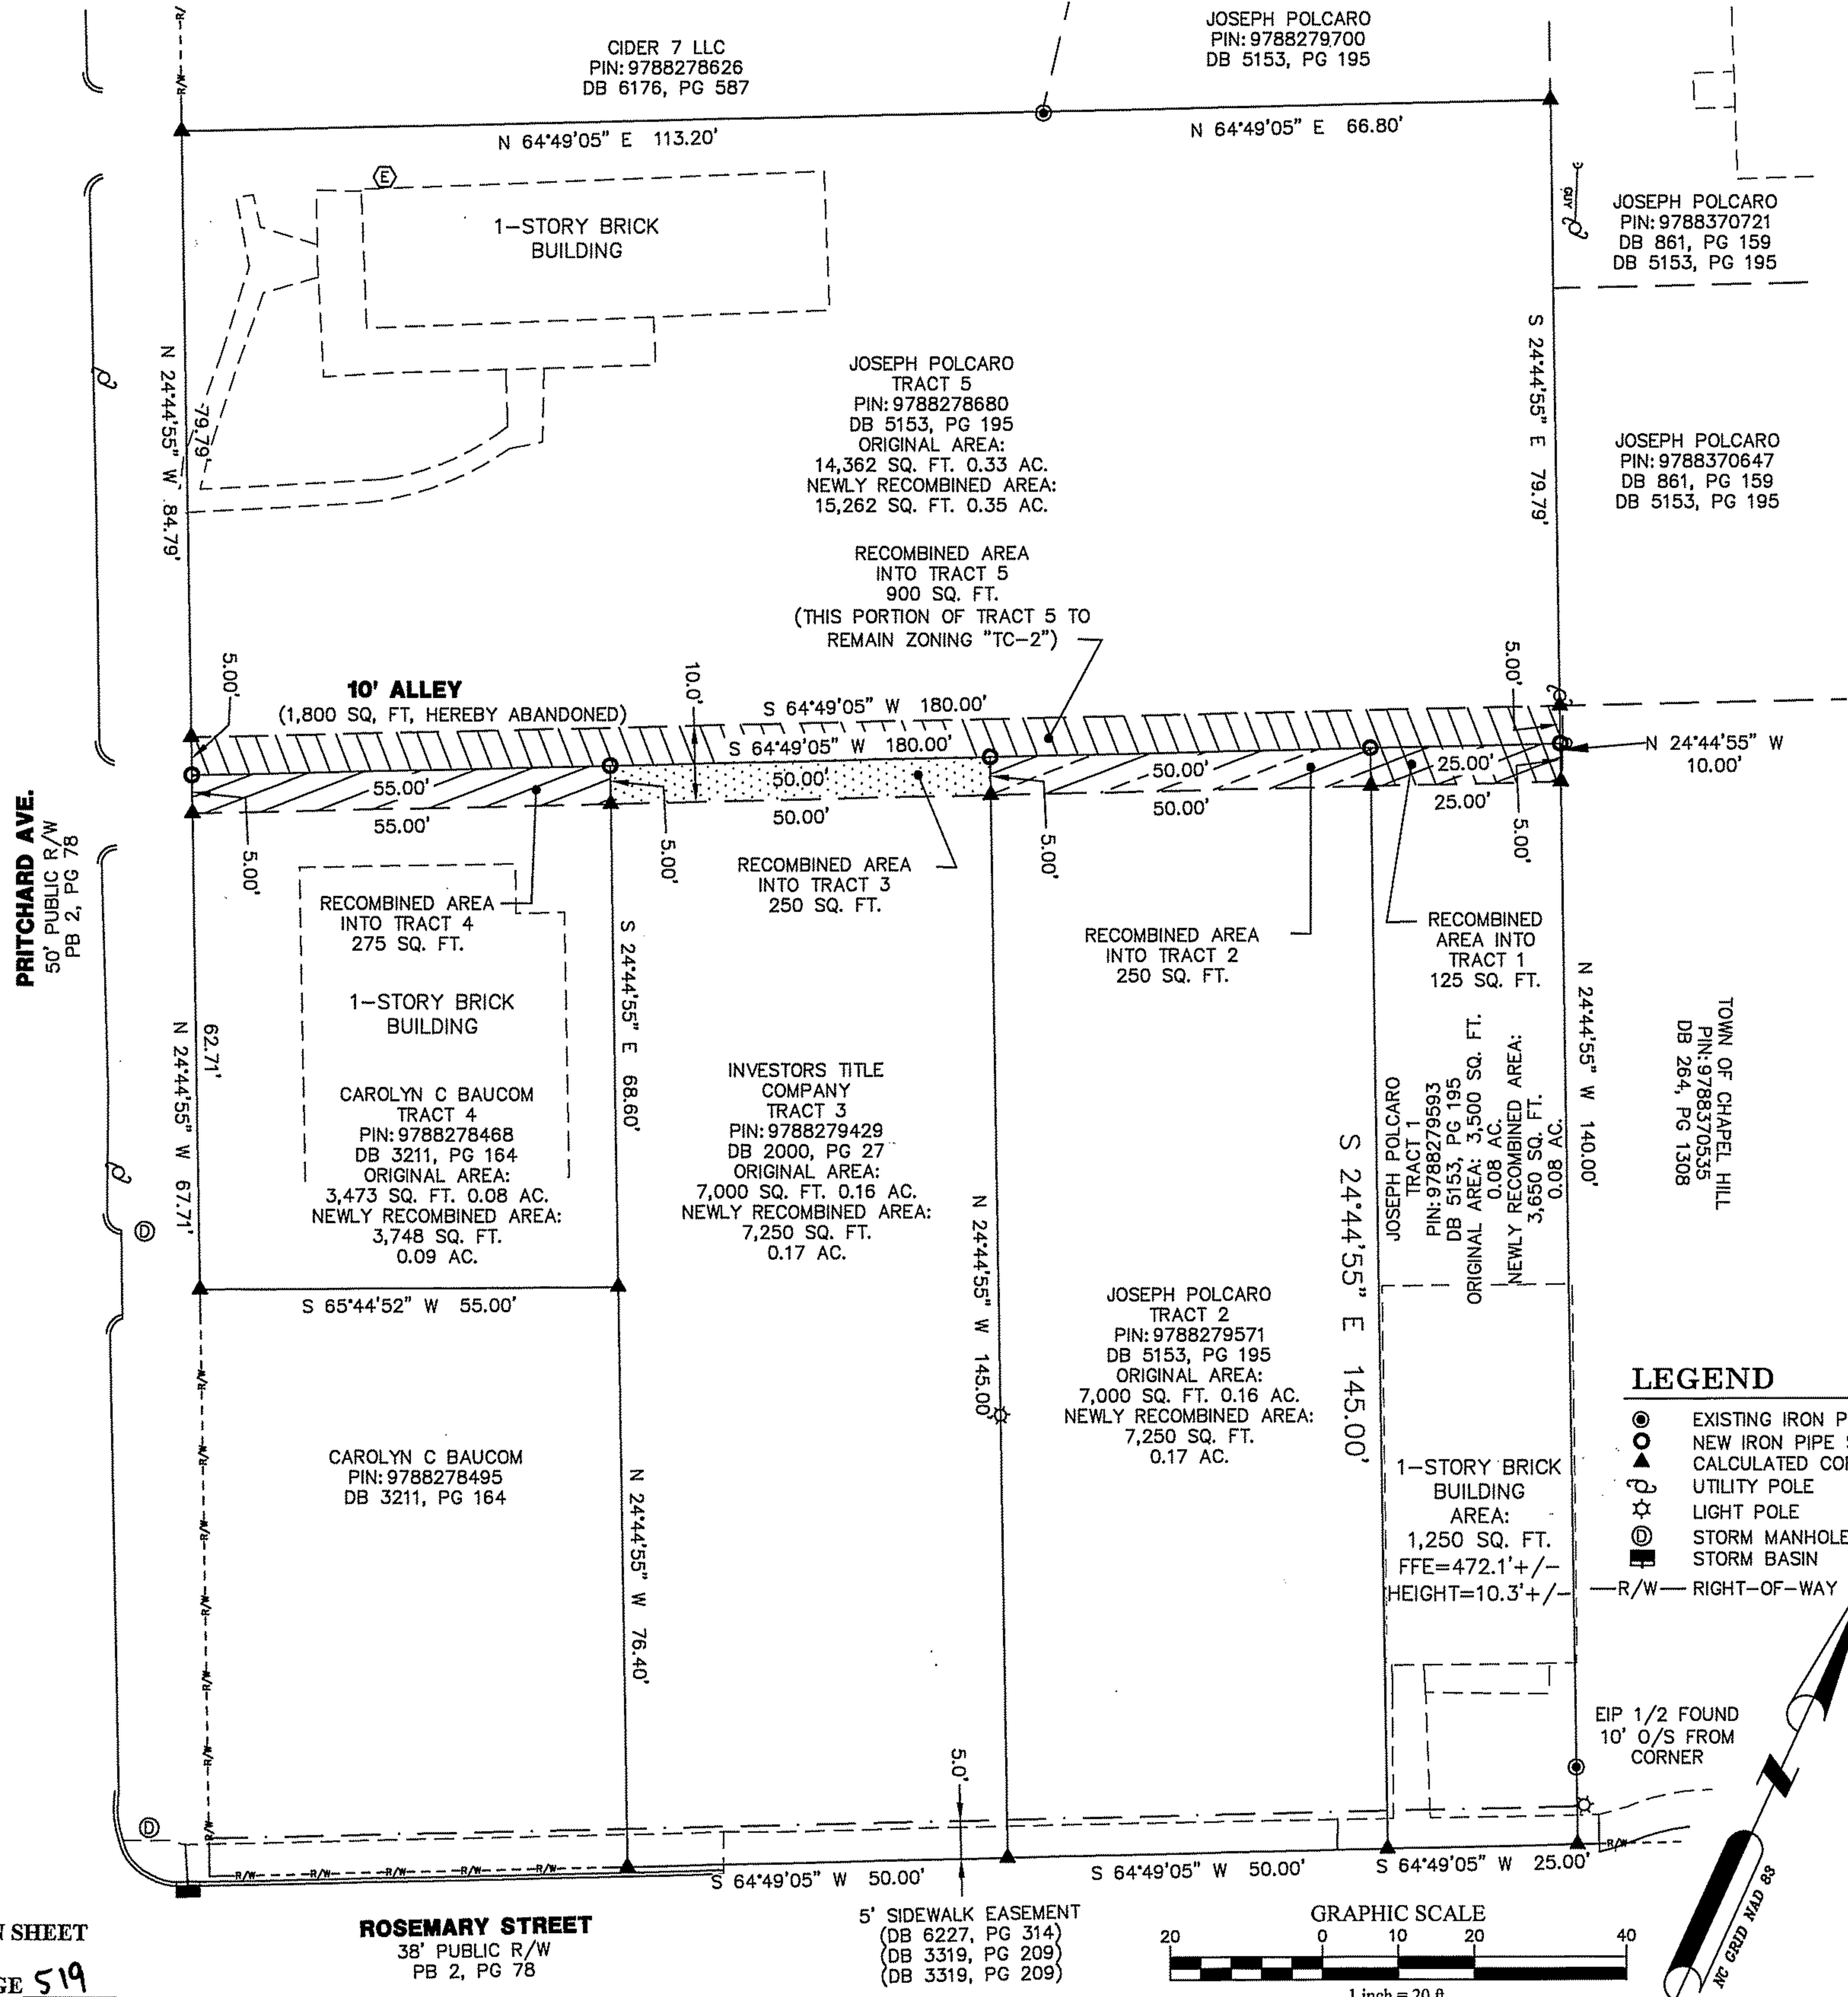 CIDER 7 LLC
PIN: 9788278626
DB 6176, PG 587
JOSEPH POLCARO
PIN: 9788279700
DB 5153, PG 195
R/W
N 64°49'05" E 113.20'
N 64°49'05" E 66.80'
E
1-STORY BRICK
BUILDING
GUY
JOSEPH POLCARO
PIN: 9788370721
DB 861, PG 159
DB 5153, PG 195
N 24°44'55" W 84.79'
79.79'
JOSEPH POLCARO
TRACT 5
PIN: 9788278680
DB 5153, PG 195
ORIGINAL AREA:
14,362 SQ. FT. 0.33 AC.
NEWLY RECOMBINED AREA:
15,262 SQ. FT. 0.35 AC.
S 24°44'55" E 79.79'
JOSEPH POLCARO
PIN: 9788370647
DB 861, PG 159
DB 5153, PG 195
RECOMBINED AREA
INTO TRACT 5
900 SQ. FT.
(THIS PORTION OF TRACT 5 TO
REMAIN ZONING "TC-2")
5.00'
10' ALLEY
(1,800 SQ, FT, HEREBY ABANDONED)
10.0'
S 64°49'05" W 180.00'
5.00'
S 64°49'05" W 180.00'
N 24°44'55" W
10.00'
55.00'
50.00'
50.00'
25.00'
55.00'
50.00'
50.00'
25.00'
5.00'
5.00'
5.00'
5.00'
PRITCHARD AVE.
50' PUBLIC R/W
PB 2, PG 78
RECOMBINED AREA
INTO TRACT 4
275 SQ. FT.
RECOMBINED AREA
INTO TRACT 3
250 SQ. FT.
RECOMBINED AREA
INTO TRACT 2
250 SQ. FT.
RECOMBINED
AREA INTO
TRACT 1
125 SQ. FT.
62.71'
N 24°44'55" W 67.71'
1-STORY BRICK
BUILDING
CAROLYN C BAUCOM
TRACT 4
PIN: 9788278468
DB 3211, PG 164
ORIGINAL AREA:
3,473 SQ. FT. 0.08 AC.
NEWLY RECOMBINED AREA:
3,748 SQ. FT.
0.09 AC.
S 24°44'55" E 68.60'
INVESTORS TITLE
COMPANY
TRACT 3
PIN: 9788279429
DB 2000, PG 27
ORIGINAL AREA:
7,000 SQ. FT. 0.16 AC.
NEWLY RECOMBINED AREA:
7,250 SQ. FT.
0.17 AC.
N 24°44'55" W 145.00'
JOSEPH POLCARO
TRACT 2
PIN: 9788279571
DB 5153, PG 195
ORIGINAL AREA:
7,000 SQ. FT. 0.16 AC.
NEWLY RECOMBINED AREA:
7,250 SQ. FT.
0.17 AC.
S 24°44'55" E 145.00'
JOSEPH POLCARO
TRACT 1
PIN: 9788279593
DB 5153, PG 195
ORIGINAL AREA: 3,500 SQ. FT.
0.08 AC.
NEWLY RECOMBINED AREA:
3,650 SQ. FT.
0.08 AC.
N 24°44'55" W 140.00'
TOWN OF CHAPEL HILL
PIN: 9788370535
DB 264, PG 1308
D
S 65°44'52" W 55.00'
CAROLYN C BAUCOM
PIN: 9788278495
DB 3211, PG 164
N 24°44'55" W 76.40'
R/W
R/W
R/W
R/W
R/W
R/W
R/W
1-STORY BRICK
BUILDING
AREA:
1,250 SQ. FT.
FFE=472.1'+/-
HEIGHT=10.3'+/-
LEGEND
EXISTING IRON
NEW IRON PIPE
CALCULATED
UTILITY POLE
LIGHT POLE
D STORM MANHOLE
STORM BASIN
R/W RIGHT-OF-WAY
EIP 1/2 FOUND
10' O/S FROM
CORNER
D
5.0'
R/W R/W R/W R/W R/W
R/W
S 64°49'05" W 50.00'
S 64°49'05" W 50.00'
S 64°49'05" W 25.00'
SHEET
519
ROSEMARY STREET
38' PUBLIC R/W
PB 2, PG 78
5' SIDEWALK EASEMENT
(DB 6227, PG 314)
(DB 3319, PG 209)
(DB 3319, PG 209)
GRAPHIC SCALE
20 0 10 20 40
1 inch = 20 ft.
NC GRID NAD 83